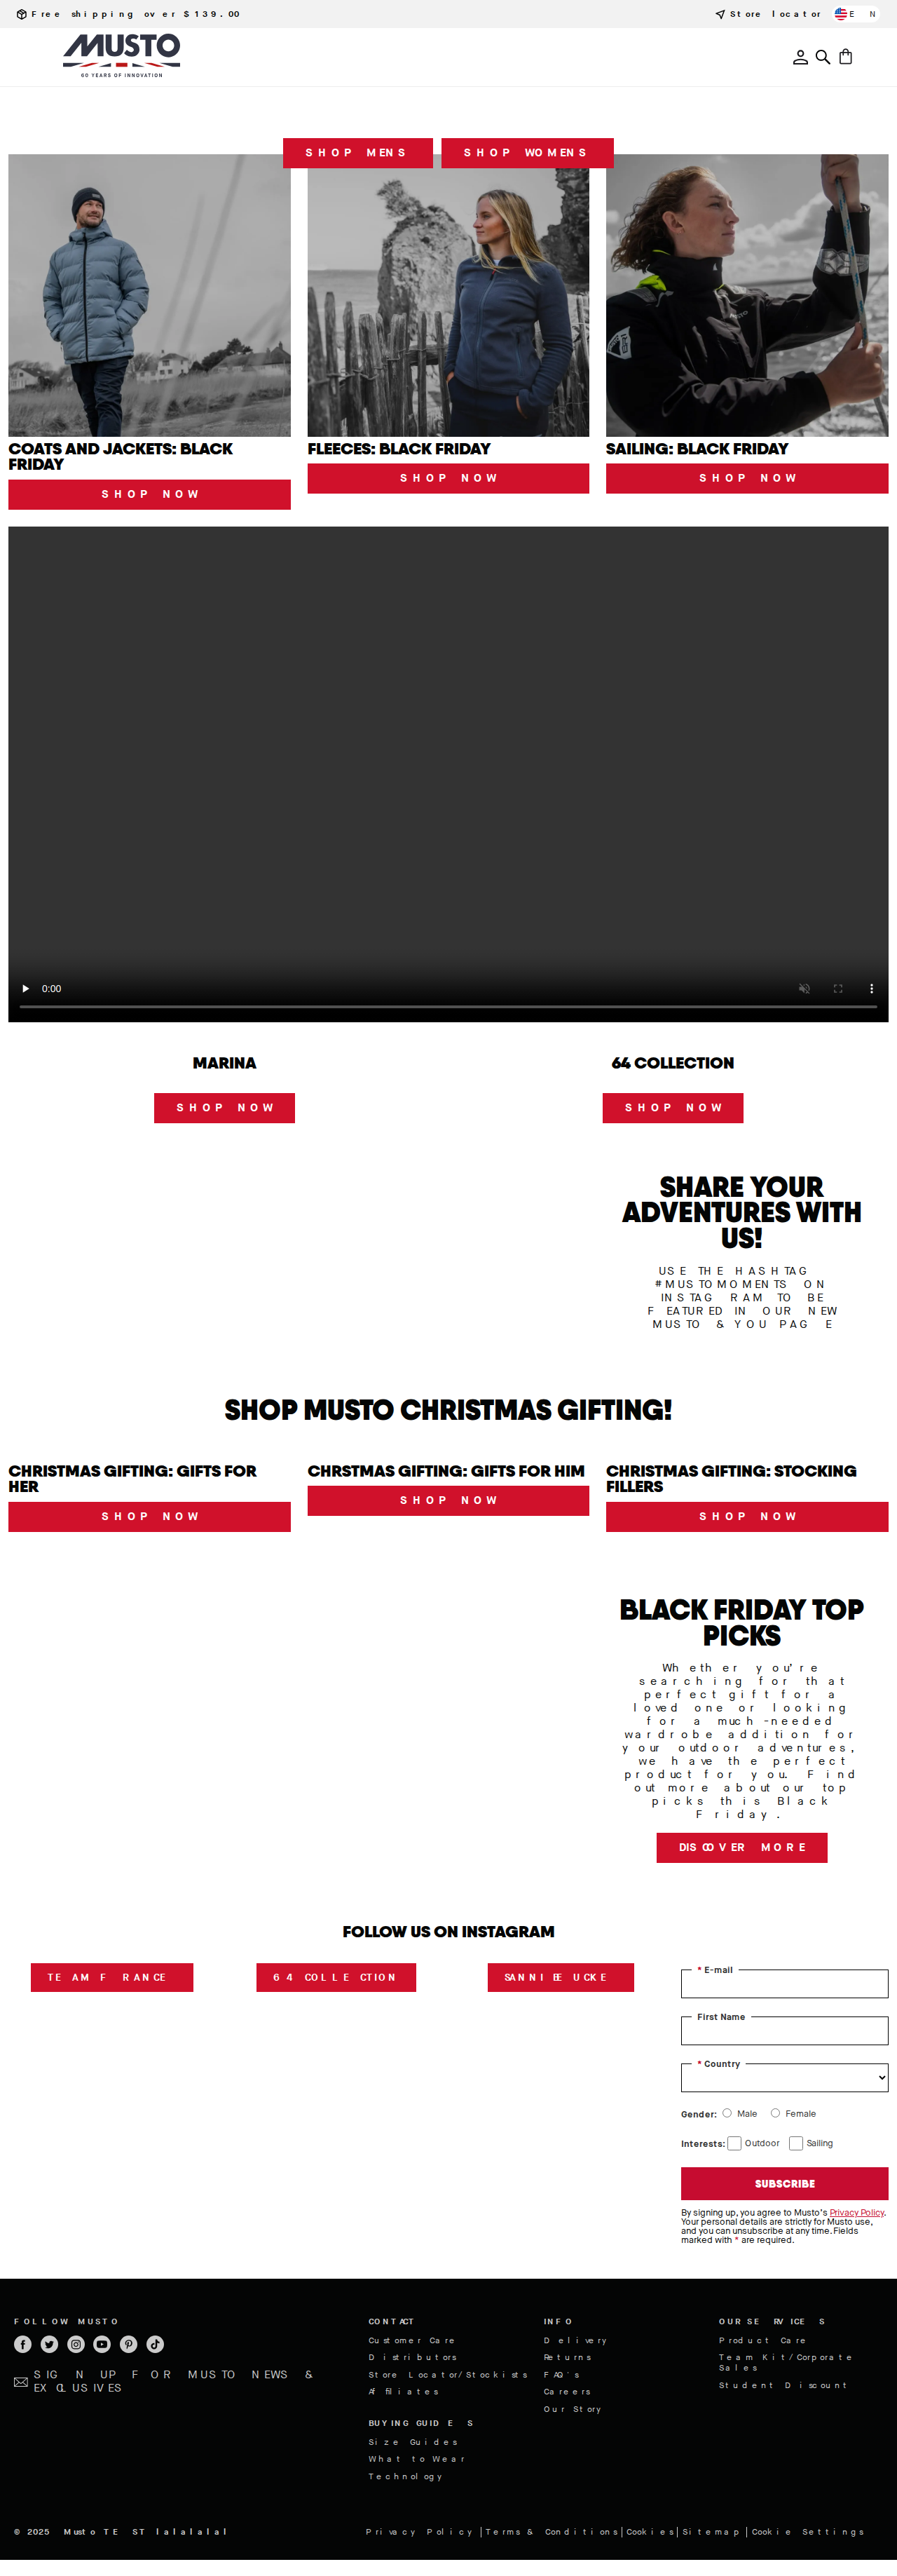 Free shipping over $139.00
Store locator
EN
MUSTO
60 YEARS OF INNOVATION
SHOP MENS
SHOP WOMENS
COATS AND JACKETS: BLACK
FRIDAY
SHOP NOW
FLEECES: BLACK FRIDAY
SHOP NOW
SAILING: BLACK FRIDAY
SHOP NOW
0:00
MARINA
SHOP NOW
64 COLLECTION
SHOP NOW
SHARE YOUR
ADVENTURES WITH
US!
USE THE HASHTAG
#MUSTOMOMENTS ON
INSTAGRAM TO BE
FEATURED IN OUR NEW
MUSTO & YOU PAGE
SHOP MUSTO CHRISTMAS GIFTING!
CHRISTMAS GIFTING: GIFTS FOR
HER
SHOP NOW
CHRSTMAS GIFTING: GIFTS FOR HIM
SHOP NOW
CHRISTMAS GIFTING: STOCKING
FILLERS
SHOP NOW
BLACK FRIDAY TOP
PICKS
Whether you're
searching for that
perfect gift for a
loved one or looking
for a much-needed
wardrobe addition for
your outdoor adventures,
we have the perfect
product for you. Find
out more about our top
picks this Black
Friday.
DISCOVER MORE
FOLLOW US ON INSTAGRAM
TEAM FRANCE
64 COLLECTION
SANNI BEUCKE
* E-mail
First Name
* Country
Gender: Male Female
Interests: Outdoor Sailing
SUBSCRIBE
By signing up, you agree to Musto's Privacy Policy.
Your personal details are strictly for Musto use,
and you can unsubscribe at any time. Fields
marked with * are required.
FOLLOW MUSTO
SIGN UP FOR MUSTO NEWS &
EXCLUSIVES
CONTACT
Customer Care
Distributors
Store Locator/Stockists
Affiliates
BUYING GUIDES
Size Guides
What to Wear
Technology
INFO
Delivery
Returns
FAQ's
Careers
Our Story
OUR SERVICES
Product Care
Team Kit/Corporate
Sales
Student Discount
© 2025 Musto TEST lalalalal
Privacy Policy | Terms & Conditions | Cookies | Sitemap | Cookie Settings